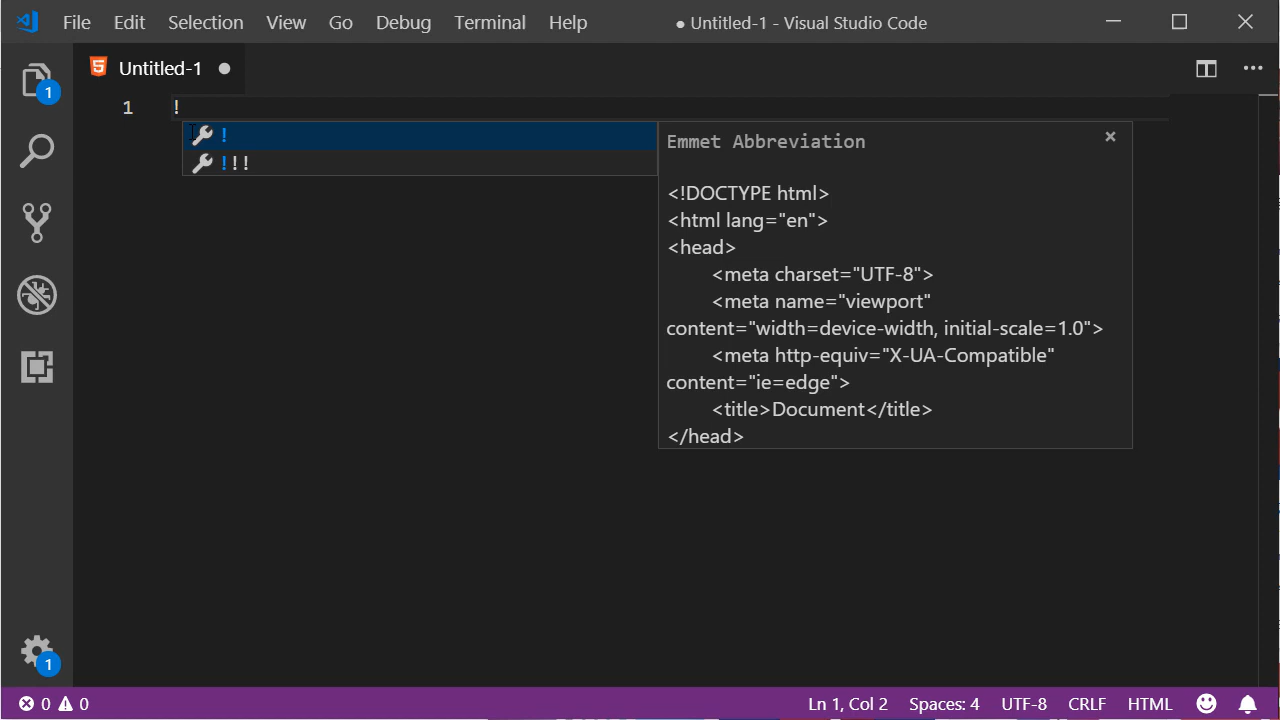 File Edit Selection View Go Debug Terminal Help ● Untitled-1 - Visual Studio Code
5 Untitled-1 ●
1
1 !
!
!!!
Emmet Abbreviation
<!DOCTYPE html>
<html lang="en">
<head>
<meta charset="UTF-8">
<meta name="viewport"
content="width=device-width, initial-scale=1.0">
<meta http-equiv="X-UA-Compatible"
content="ie=edge">
<title>Document</title>
</head>
1
0 0 Ln 1, Col 2 Spaces: 4 UTF-8 CRLF HTML